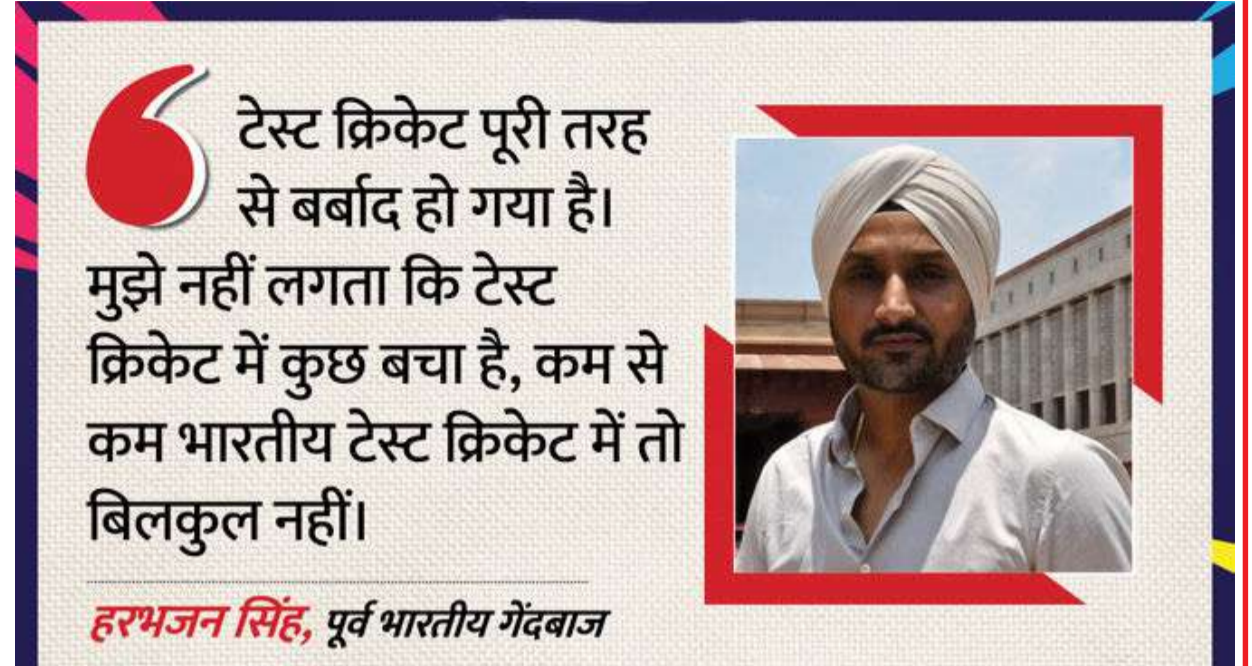 टेस्ट क्रिकेट पूरी तरह
से बर्बाद हो गया है।
मुझे नहीं लगता कि टेस्ट
क्रिकेट में कुछ बचा है, कम से
कम भारतीय टेस्ट क्रिकेट में तो
बिलकुल नहीं।
हरभजन सिंह, पूर्व भारतीय गेंदबाज